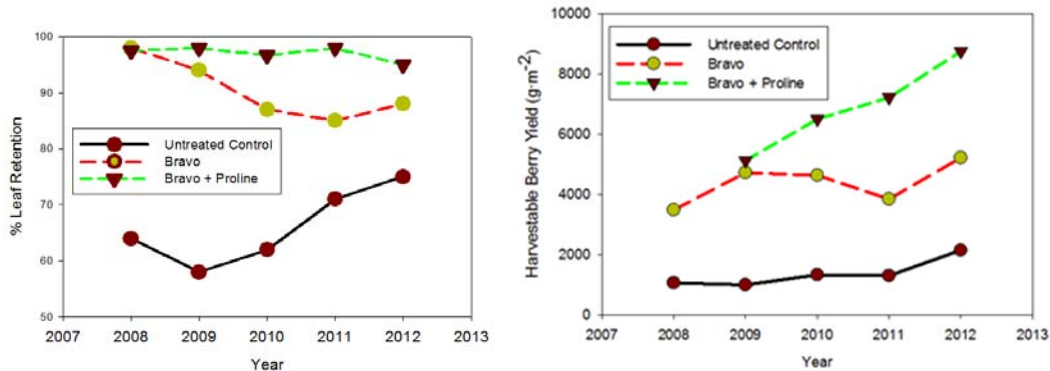 100
90
80
70
60
50
% Leaf Retention
Untreated Control
Bravo
Bravo + Proline
2007 2008 2009 2010 2011 2012 2013
Year
10000
8000
6000
4000
2000
0
Harvestable Berry Yield (g·m⁻²)
Untreated Control
Bravo
Bravo + Proline
2007 2008 2009 2010 2011 2012 2013
Year